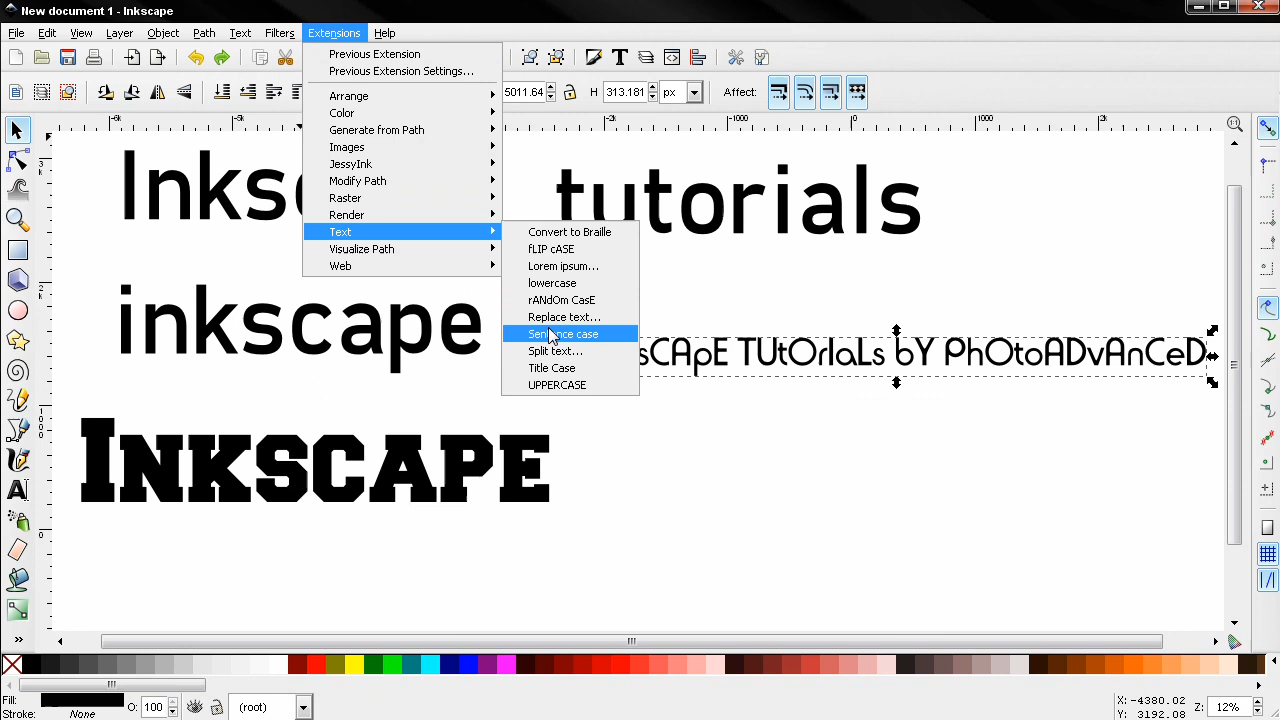 New document 1 - Inkscape
File Edit View Layer Object Path Text Filters Extensions Help
5011.64 H 313.181 px Affect:
Previous Extension
Previous Extension Settings...
Arrange
Color
Generate from Path
Images
JessyInk
Modify Path
Raster
Render
Text
Visualize Path
Web
Convert to Braille
fLIP cASE
Lorem ipsum...
lowercase
rANdOm CasE
Replace text...
Sentence case
Split text...
Title Case
UPPERCASE
tutorials
inkscape
sCApE TUtOrIaLs bY PhOtoADvAnCeD
Inkscape
Fill:
None
O: 100
(root)
X: -4380.02
Y: 3192.08
Z: 12%